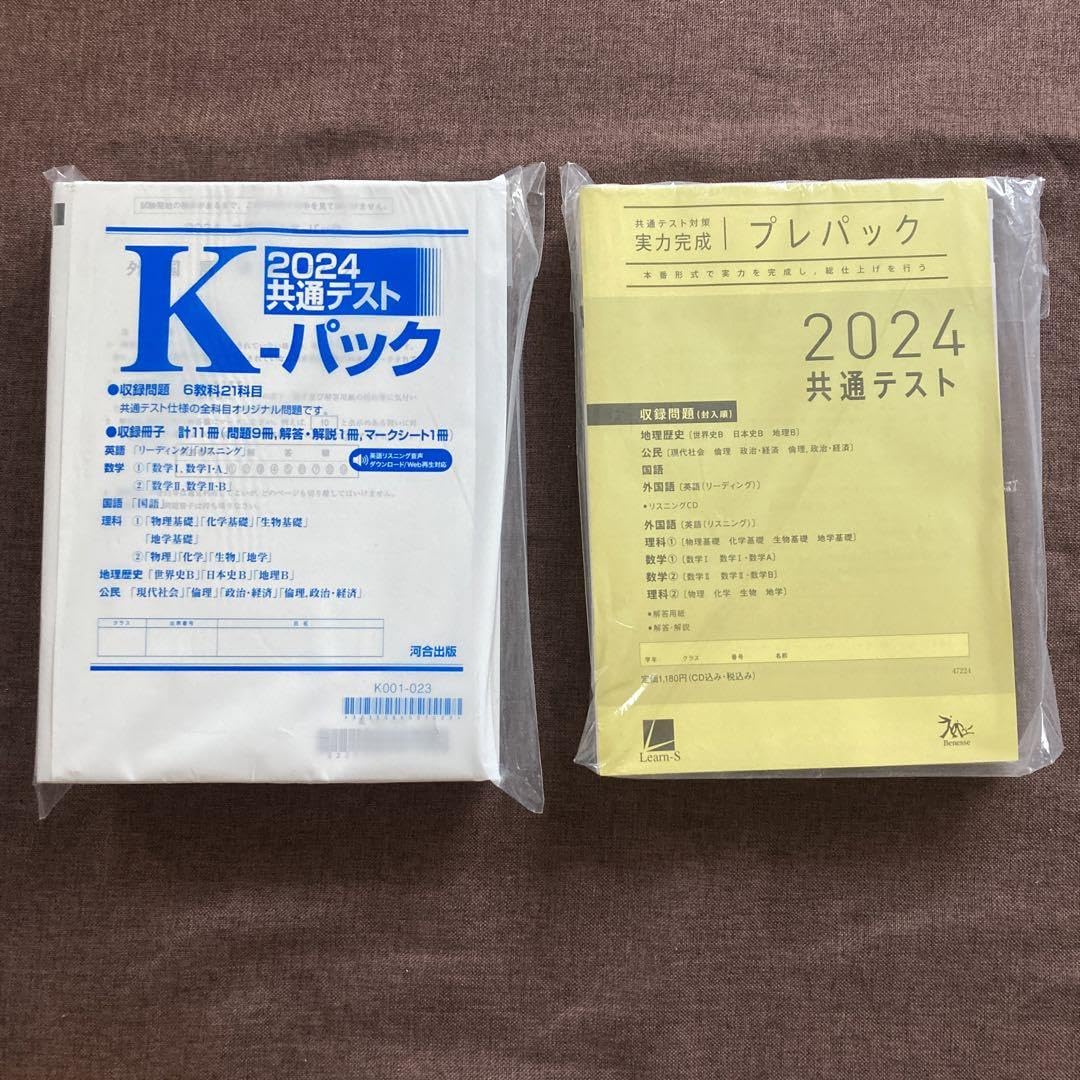 K
2024
共通テスト
-パック
●収録問題 6教科21科目
共通テスト仕様の全科目オリジナル問題です。
●収録冊子 計11冊(問題9冊,解答・解説1冊,マークシート1冊)
英語 「リーディング」「リスニング」
英語リスニング音声
ダウンロード/Web再生対応
数学 ①「数学Ⅰ,数学Ⅰ・A」
②「数学Ⅱ,数学Ⅱ・B」
国語 「国語」
理科 ①「物理基礎」「化学基礎」「生物基礎」
「地学基礎」
②「物理」「化学」「生物」「地学」
地理歴史 「世界史B」「日本史B」「地理B」
公民 「現代社会」「倫理」「政治・経済」「倫理,政治・経済」
クラス 出席番号 氏名
河合出版
K001-023
共通テスト対策
実力完成
プレパック
本番形式で実力を完成し,総仕上げを行う
2024
共通テスト
収録問題(封入順)
地理歴史〔世界史B 日本史B 地理B〕
公民〔現代社会 倫理 政治・経済 倫理,政治・経済〕
国語
外国語〔英語(リーディング)〕
•リスニングCD
外国語〔英語(リスニング)〕
理科①〔物理基礎 化学基礎 生物基礎 地学基礎〕
数学①〔数学Ⅰ 数学Ⅰ・数学A〕
数学②〔数学Ⅱ 数学Ⅱ・数学B〕
理科②〔物理 化学 生物 地学〕
•解答用紙
•解答・解説
学年 クラス 番号 名前
定価1,180円(CD込み・税込み)
47224
Learn-S
Benesse